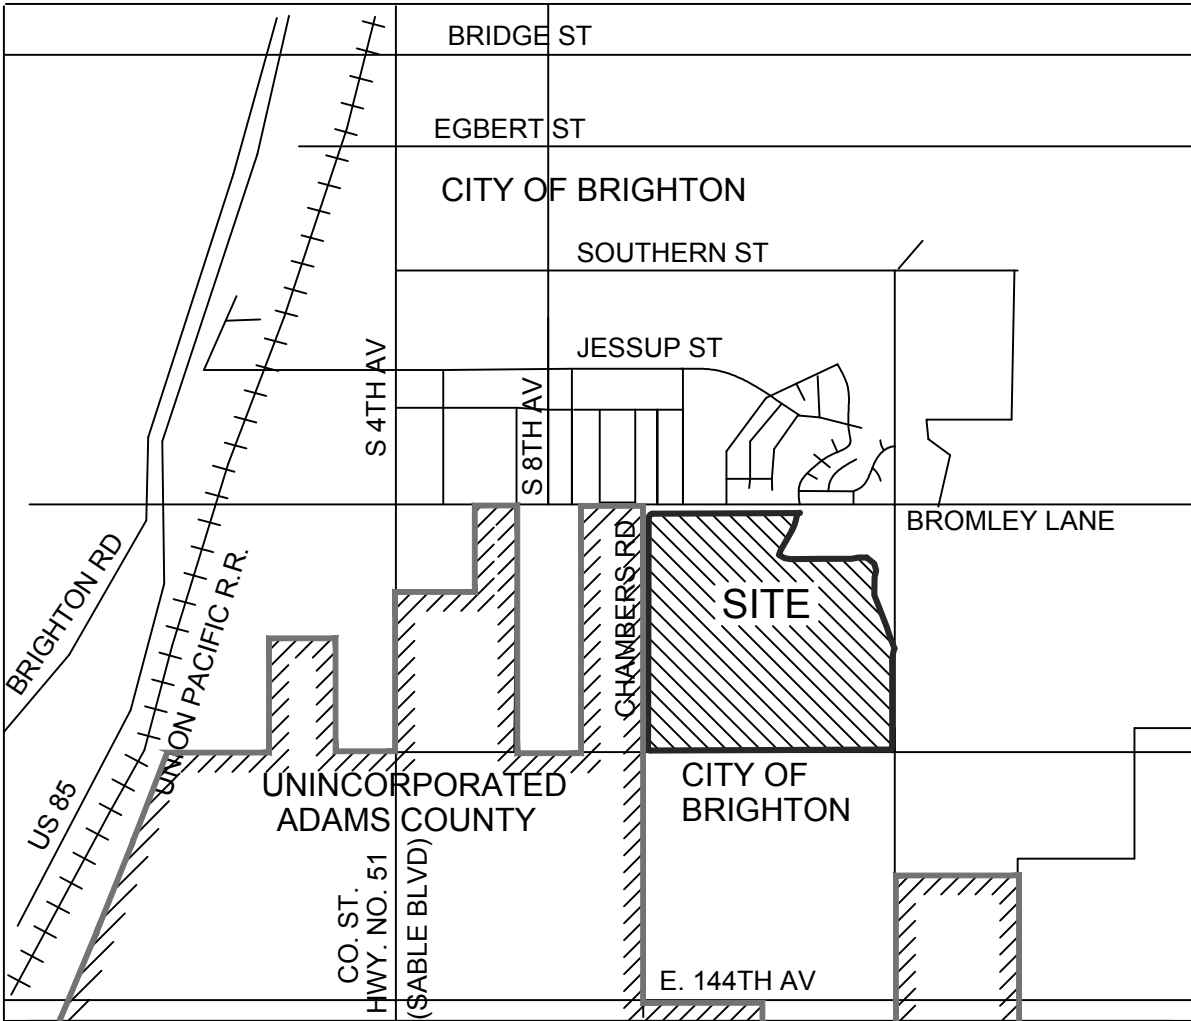 BRIDGE ST
EGBERT ST
CITY OF BRIGHTON
SOUTHERN ST
JESSUP ST
S 4TH AV
S 8TH AV
BROMLEY LANE
BRIGHTON RD
UNION PACIFIC R.R.
CHAMBERS RD
SITE
US 85
UNINCORPORATED
ADAMS COUNTY
CITY OF
BRIGHTON
CO. ST.
HWY. NO. 51
(SABLE BLVD)
E. 144TH AV